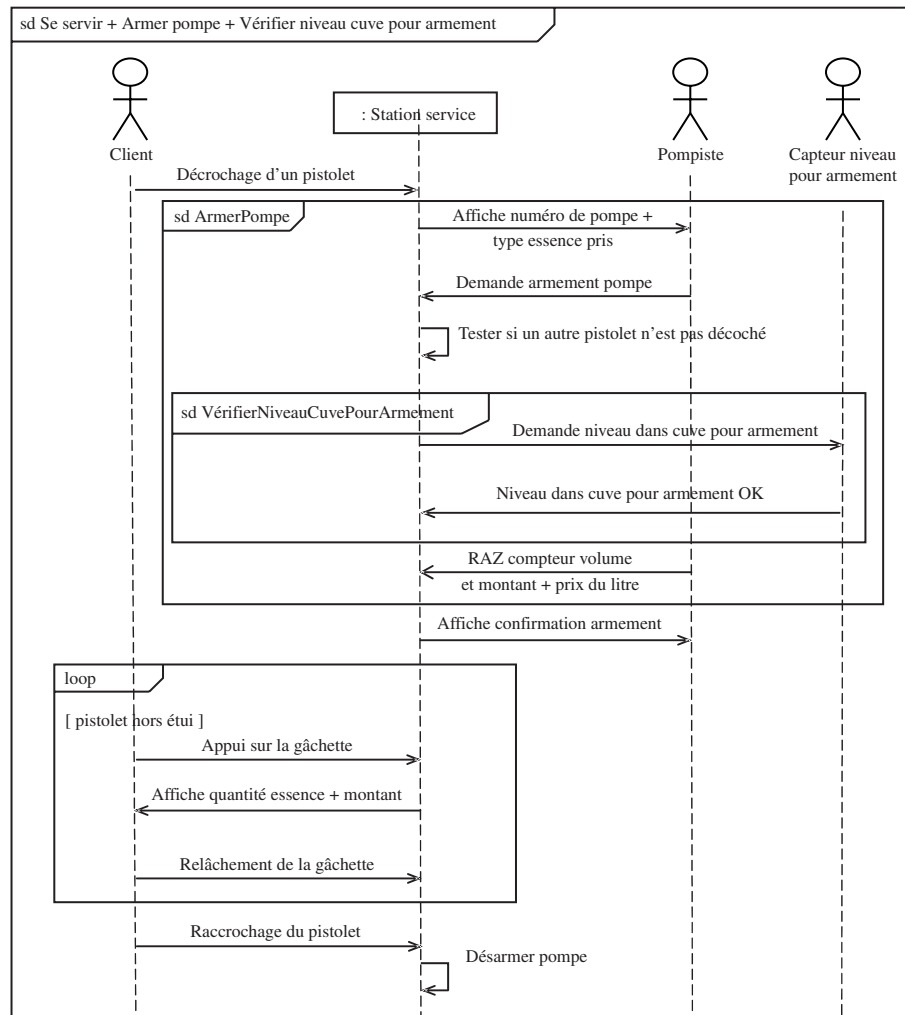 sd Se servir + Armer pompe + Vérifier niveau cuve pour armement
: Station service
Client
Pompiste
Capteur niveau
pour armement
Décrochage d'un pistolet
sd ArmerPompe
Affiche numéro de pompe +
type essence pris
Demande armement pompe
Tester si un autre pistolet n'est pas décoché
sd VérifierNiveauCuvePourArmement
Demande niveau dans cuve pour armement
Niveau dans cuve pour armement OK
RAZ compteur volume
et montant + prix du litre
Affiche confirmation armement
loop
[ pistolet hors étui ]
Appui sur la gâchette
Affiche quantité essence + montant
Relâchement de la gâchette
Raccrochage du pistolet
Désarmer pompe